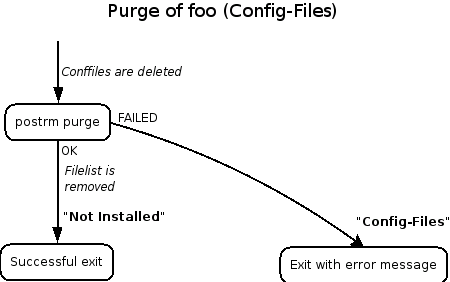 Purge of foo (Config-Files)
Conffiles are deleted
postrm purge
FAILED
OK
Filelist is
removed
"Not Installed"
"Config-Files"
Successful exit
Exit with error message